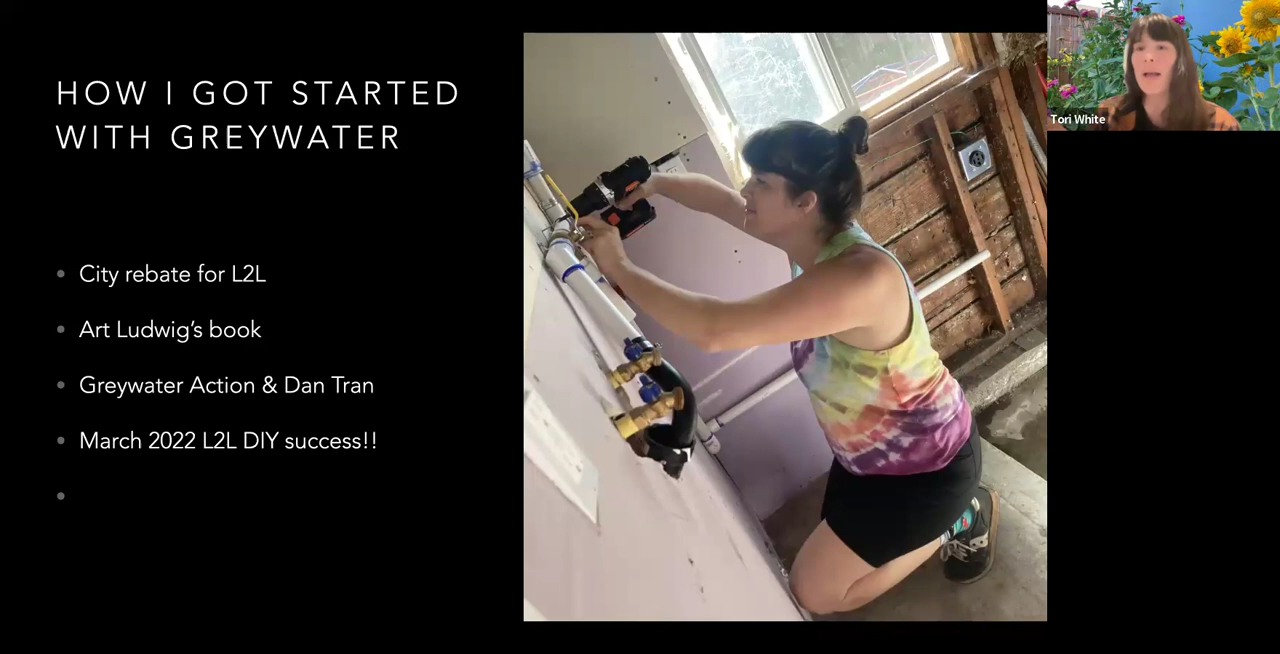 HOW I GOT STARTED
WITH GREYWATER
Tori White
• City rebate for L2L
• Art Ludwig's book
• Greywater Action & Dan Tran
• March 2022 L2L DIY success!!
•